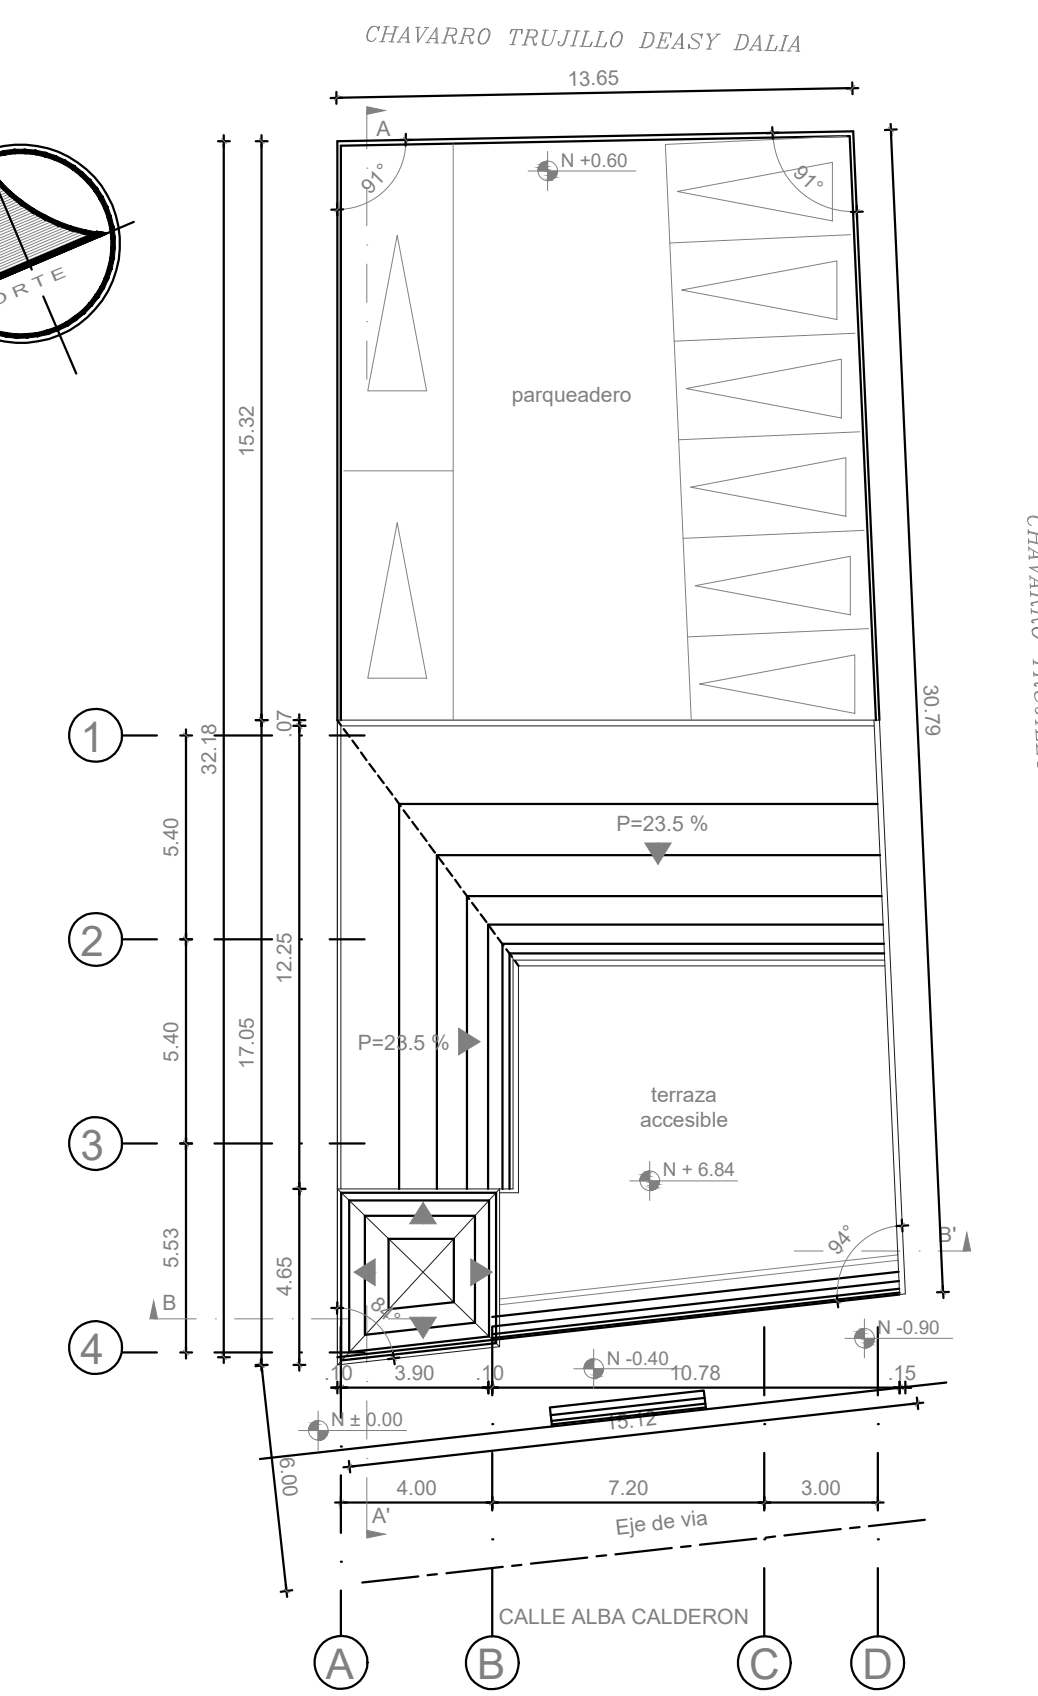 CHAVARRO TRUJILLO DEASY DALIA
13.65
A
N +0.60
91°
91°
ORTE
parqueadero
15.32
CHAVARRO TRUJILLO
30.79
.07
32.18
1
P=23.5 %
5.40
2
12.25
17.05
5.40
P=23.5 %
terraza
accesible
3
N + 6.84
94°
B'
5.53
4.65
B
4
N -0.90
N -0.40
.10
3.90
.10
10.78
.15
N ± 0.00
15.12
6.00
4.00
7.20
3.00
A'
Eje de via
CALLE ALBA CALDERON
A
B
C
D